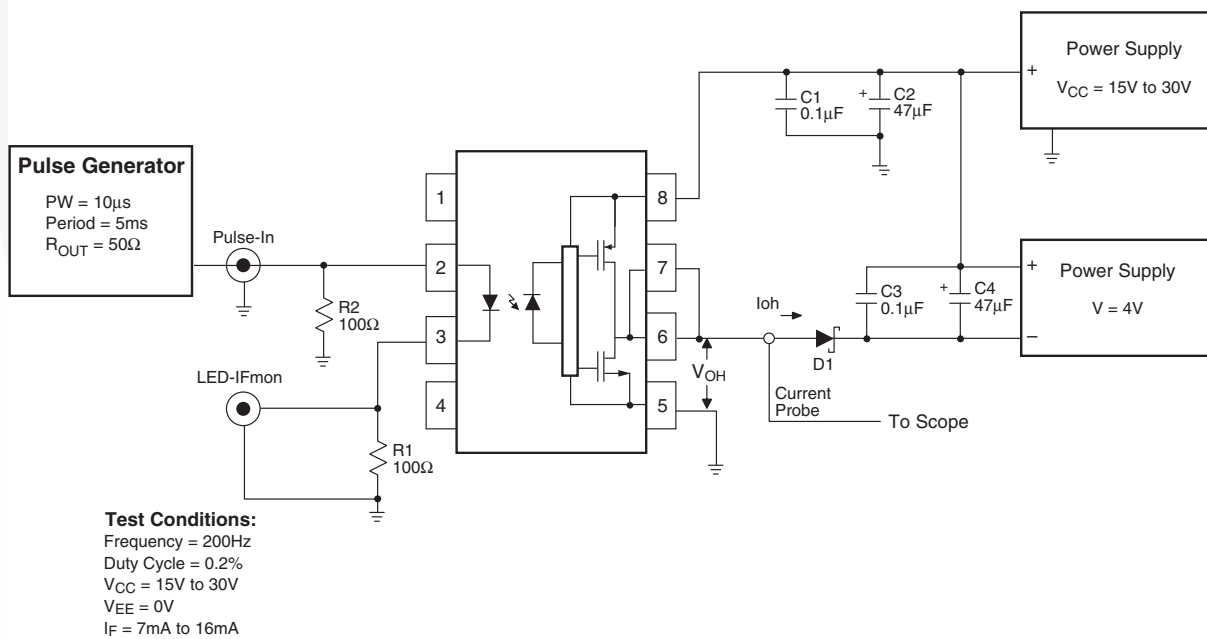 Power Supply
+
VCC = 15V to 30V
C1
0.1µF
+
C2
47µF
Pulse Generator
PW = 10µs
Period = 5ms
ROUT = 50Ω
Pulse-In
1
8
2
7
3
6
4
5
R2
100Ω
LED-IFmon
R1
100Ω
Ioh
VOH
D1
Current
Probe
To Scope
C3
0.1µF
+
C4
47µF
+
Power Supply
V = 4V
–
Test Conditions:
Frequency = 200Hz
Duty Cycle = 0.2%
VCC = 15V to 30V
VEE = 0V
IF = 7mA to 16mA